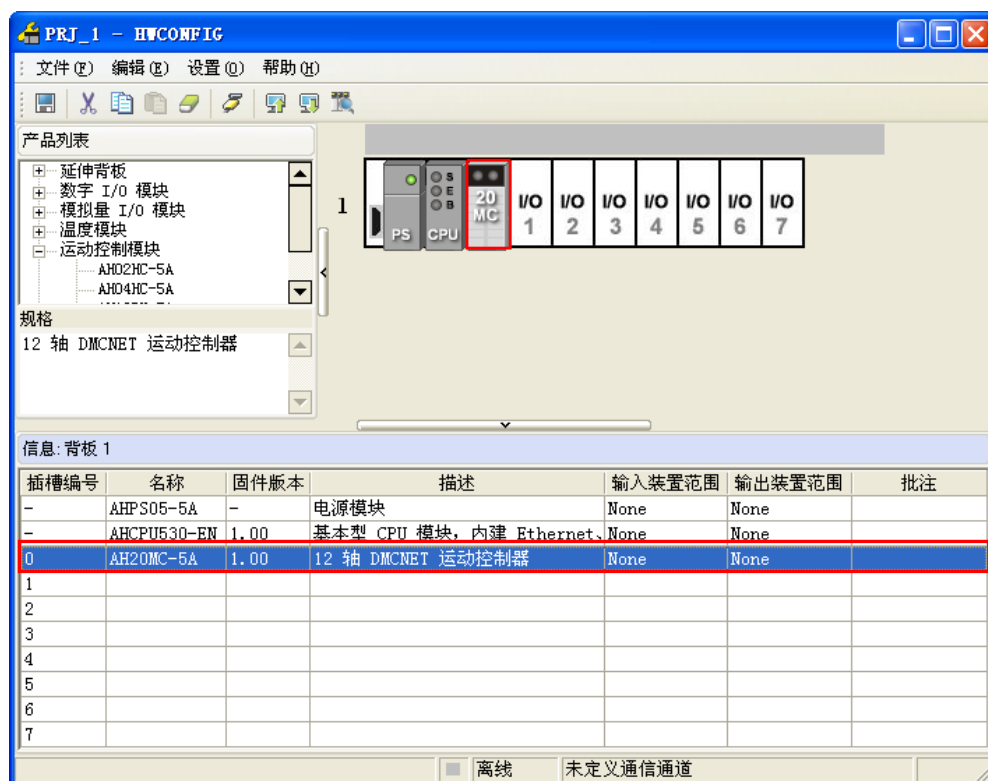 PRJ_1 - HWCONFIG
文件(F) 编辑(E) 设置(O) 帮助(H)
产品列表
延伸背板
数字 I/O 模块
模拟量 I/O 模块
温度模块
运动控制模块
AH02HC-5A
AH04HC-5A
规格
12 轴 DMCNET 运动控制器
1
PS
S
E
B
CPU
20
MC
I/O I/O I/O I/O I/O I/O I/O
1 2 3 4 5 6 7
信息:背板 1
插槽编号 名称 固件版本 描述 输入装置范围 输出装置范围 批注
- AHPS05-5A - 电源模块 None None
- AHCPU530-EN 1.00 基本型 CPU 模块，内建 Ethernet、 None None
0 AH20MC-5A 1.00 12 轴 DMCNET 运动控制器 None None
1
2
3
4
5
6
7
离线 未定义通信通道